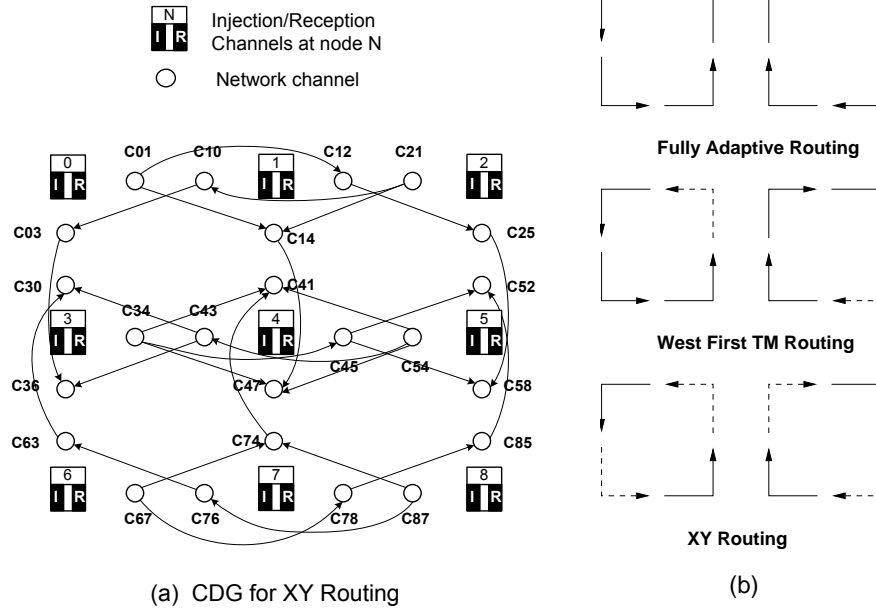 N
I R
Injection/Reception
Channels at node N
Network channel
0
I R
C01
C10
1
I R
C12
C21
2
I R
C03
C14
C25
C30
C41
C52
C34
C43
3
I R
4
I R
5
I R
C45
C54
C36
C47
C58
C63
C74
C85
6
I R
7
I R
8
I R
C67
C76
C78
C87
(a) CDG for XY Routing
Fully Adaptive Routing
West First TM Routing
XY Routing
(b)